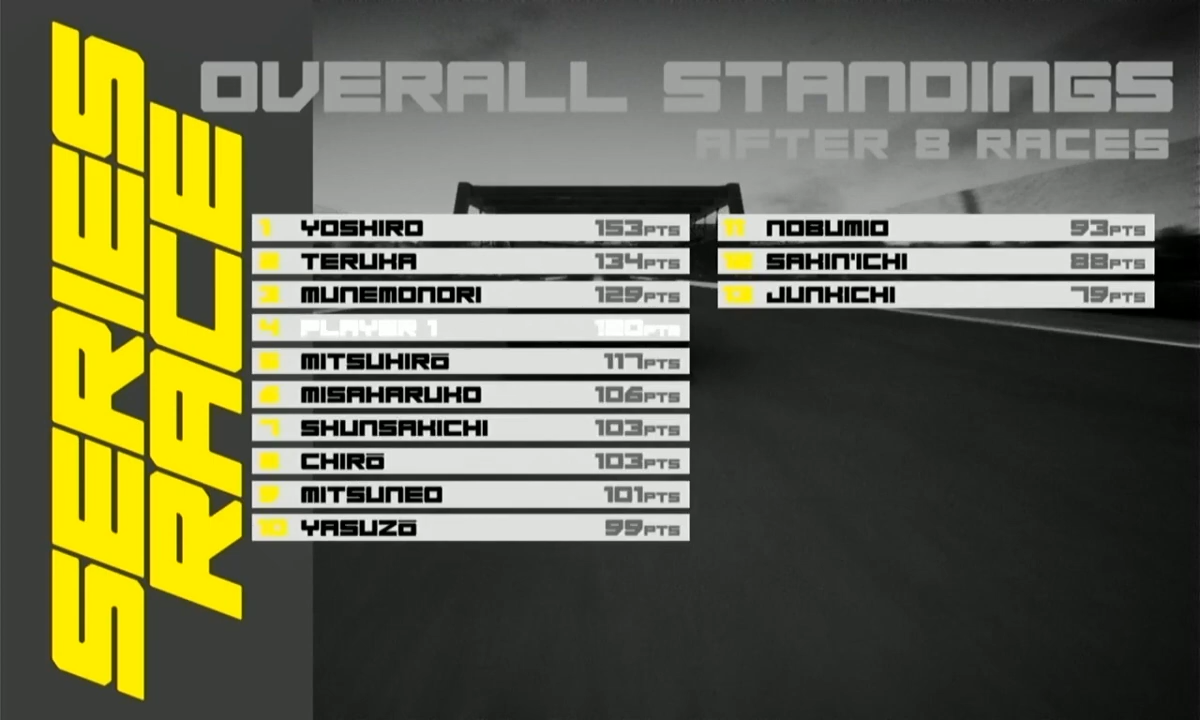 SERIES
RACE
OVERALL STANDINGS
AFTER 8 RACES
1 YOSHIRO 153PTS
2 TERUKA 134PTS
3 MUNEMONORI 129PTS
4 PLAYER 1 120PTS
5 MITSUHIRŌ 117PTS
6 MISAHARUKO 106PTS
7 SHUNSAKICHI 103PTS
8 CHIRŌ 103PTS
9 MITSUNEO 101PTS
10 YASUZŌ 99PTS
11 NOBUMIO 93PTS
12 SAKIN'ICHI 88PTS
13 JUNKICHI 79PTS